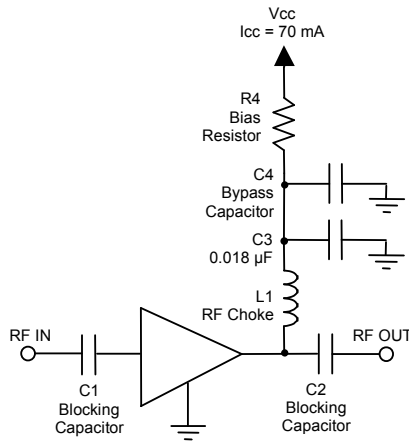 Vcc
Icc = 70 mA
R4
Bias
Resistor
C4
Bypass
Capacitor
C3
0.018 µF
L1
RF Choke
RF IN
RF OUT
C1
Blocking
Capacitor
C2
Blocking
Capacitor